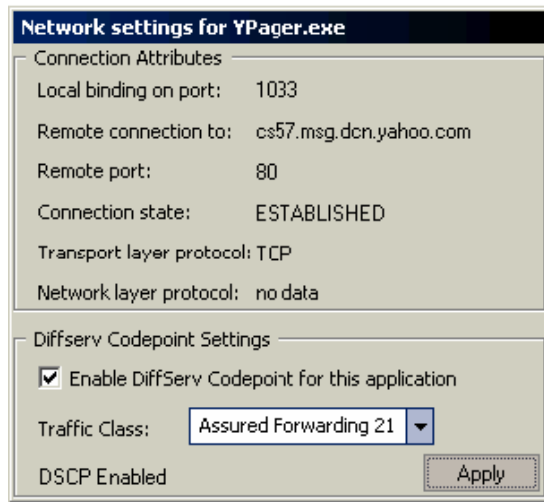 Network settings for YPager.exe
Connection Attributes
Local binding on port: 1033
Remote connection to: cs57.msg.dcn.yahoo.com
Remote port: 80
Connection state: ESTABLISHED
Transport layer protocol: TCP
Network layer protocol: no data
Diffserv Codepoint Settings
Enable DiffServ Codepoint for this application
Traffic Class: Assured Forwarding 21
DSCP Enabled Apply